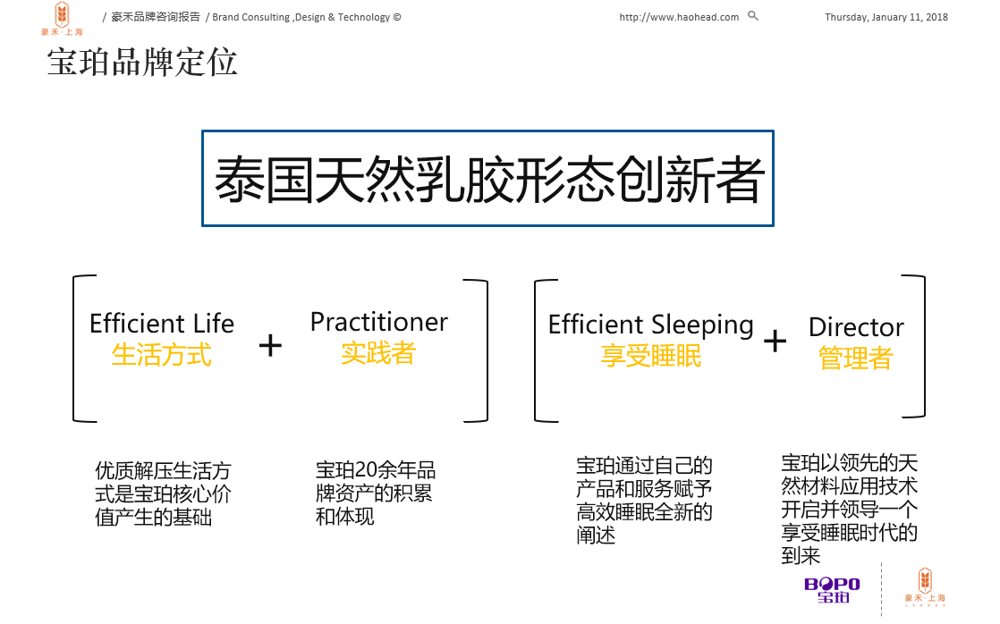 / 豪禾品牌咨询报告 / Brand Consulting ,Design & Technology ©
http://www.haohead.com
Thursday, January 11, 2018
豪禾·上海
宝珀品牌定位
泰国天然乳胶形态创新者
Efficient Life
生活方式
+
Practitioner
实践者
Efficient Sleeping
享受睡眠
+
Director
管理者
优质解压生活方
式是宝珀核心价
值产生的基础
宝珀20余年品
牌资产的积累
和体现
宝珀通过自己的
产品和服务赋予
高效睡眠全新的
阐述
宝珀以领先的天
然材料应用技术
开启并领导一个
享受睡眠时代的
到来
BOPO
宝珀
豪禾·上海